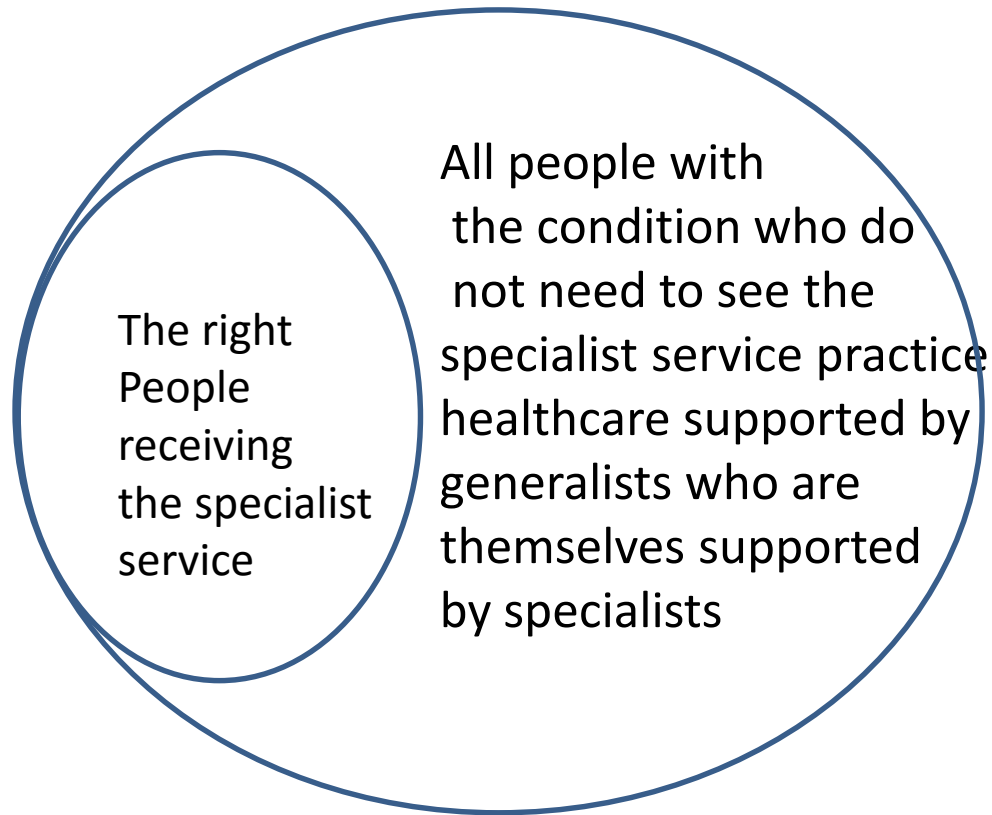 The right
People
receiving
the specialist
service
All people with
the condition who do
not need to see the
specialist service practice
healthcare supported by
generalists who are
themselves supported
by specialists